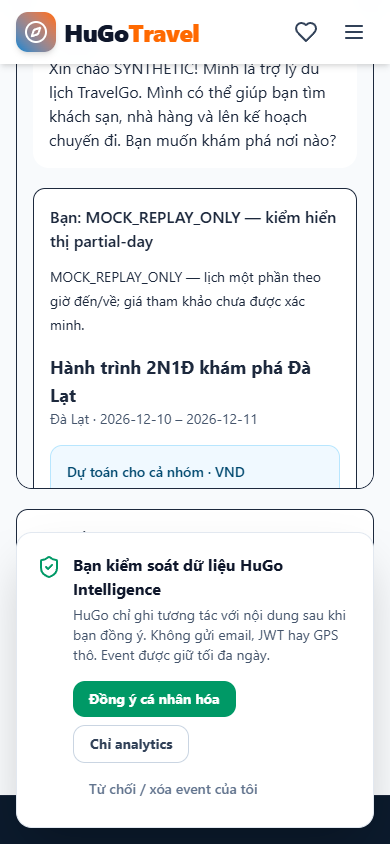 HuGoTravel
Xin chào SYNTHETIC! Mình là trợ lý du
lịch TravelGo. Mình có thể giúp bạn tìm
khách sạn, nhà hàng và lên kế hoạch
chuyến đi. Bạn muốn khám phá nơi nào?
Bạn: MOCK_REPLAY_ONLY — kiểm hiển
thị partial-day
MOCK_REPLAY_ONLY — lịch một phần theo
giờ đến/về; giá tham khảo chưa được xác
minh.
Hành trình 2N1Đ khám phá Đà
Lạt
Đà Lạt · 2026-12-10 – 2026-12-11
Dự toán cho cả nhóm · VND
Bạn kiểm soát dữ liệu HuGo
Intelligence
HuGo chỉ ghi tương tác với nội dung sau khi
bạn đồng ý. Không gửi email, JWT hay GPS
thô. Event được giữ tối đa ngày.
Đồng ý cá nhân hóa
Chỉ analytics
Từ chối / xóa event của tôi